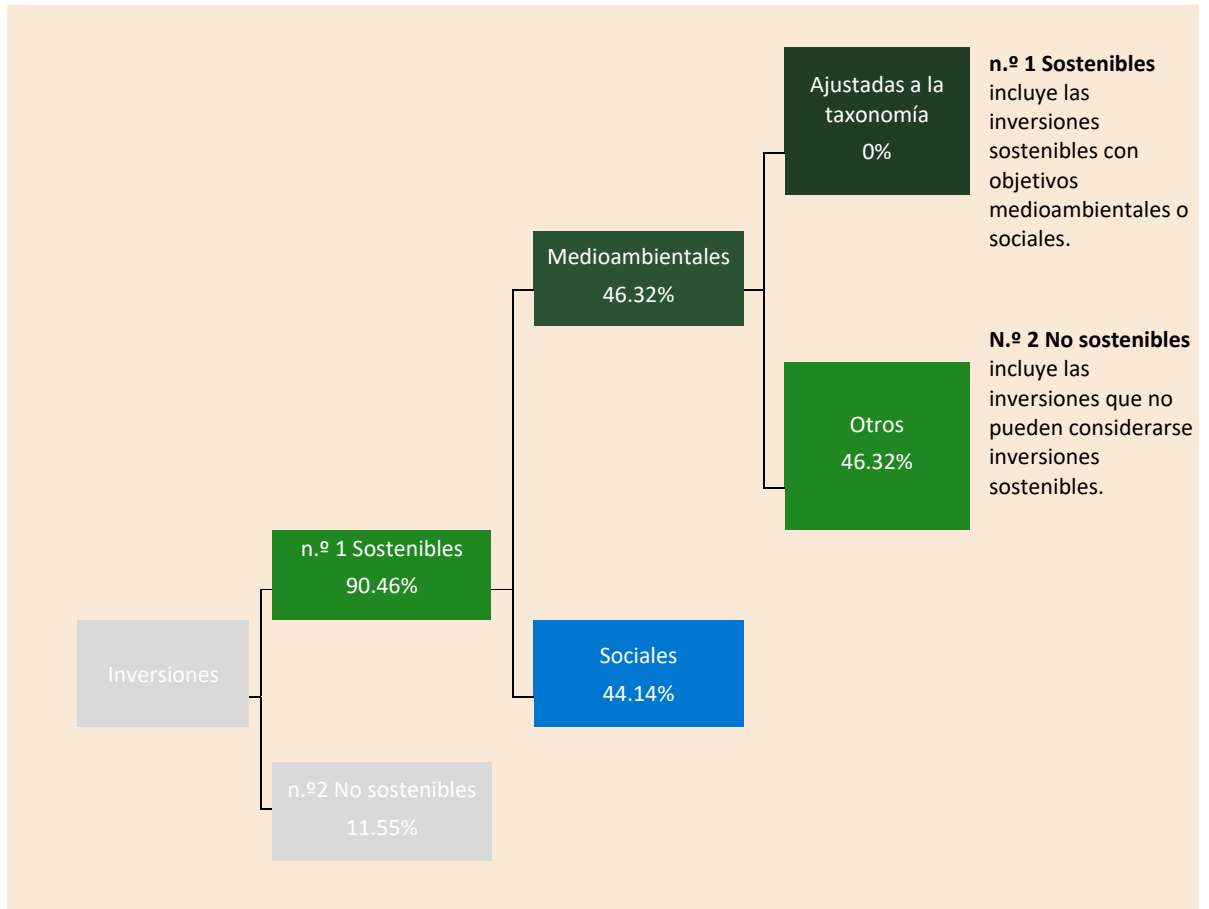 Ajustadas a la
taxonomía
0%
n.º 1 Sostenibles
incluye las
inversiones
sostenibles con
objetivos
medioambientales o
sociales.
Medioambientales
46.32%
N.º 2 No sostenibles
incluye las
inversiones que no
pueden considerarse
inversiones
sostenibles.
Otros
46.32%
n.º 1 Sostenibles
90.46%
Sociales
44.14%
Inversiones
n.º2 No sostenibles
11.55%